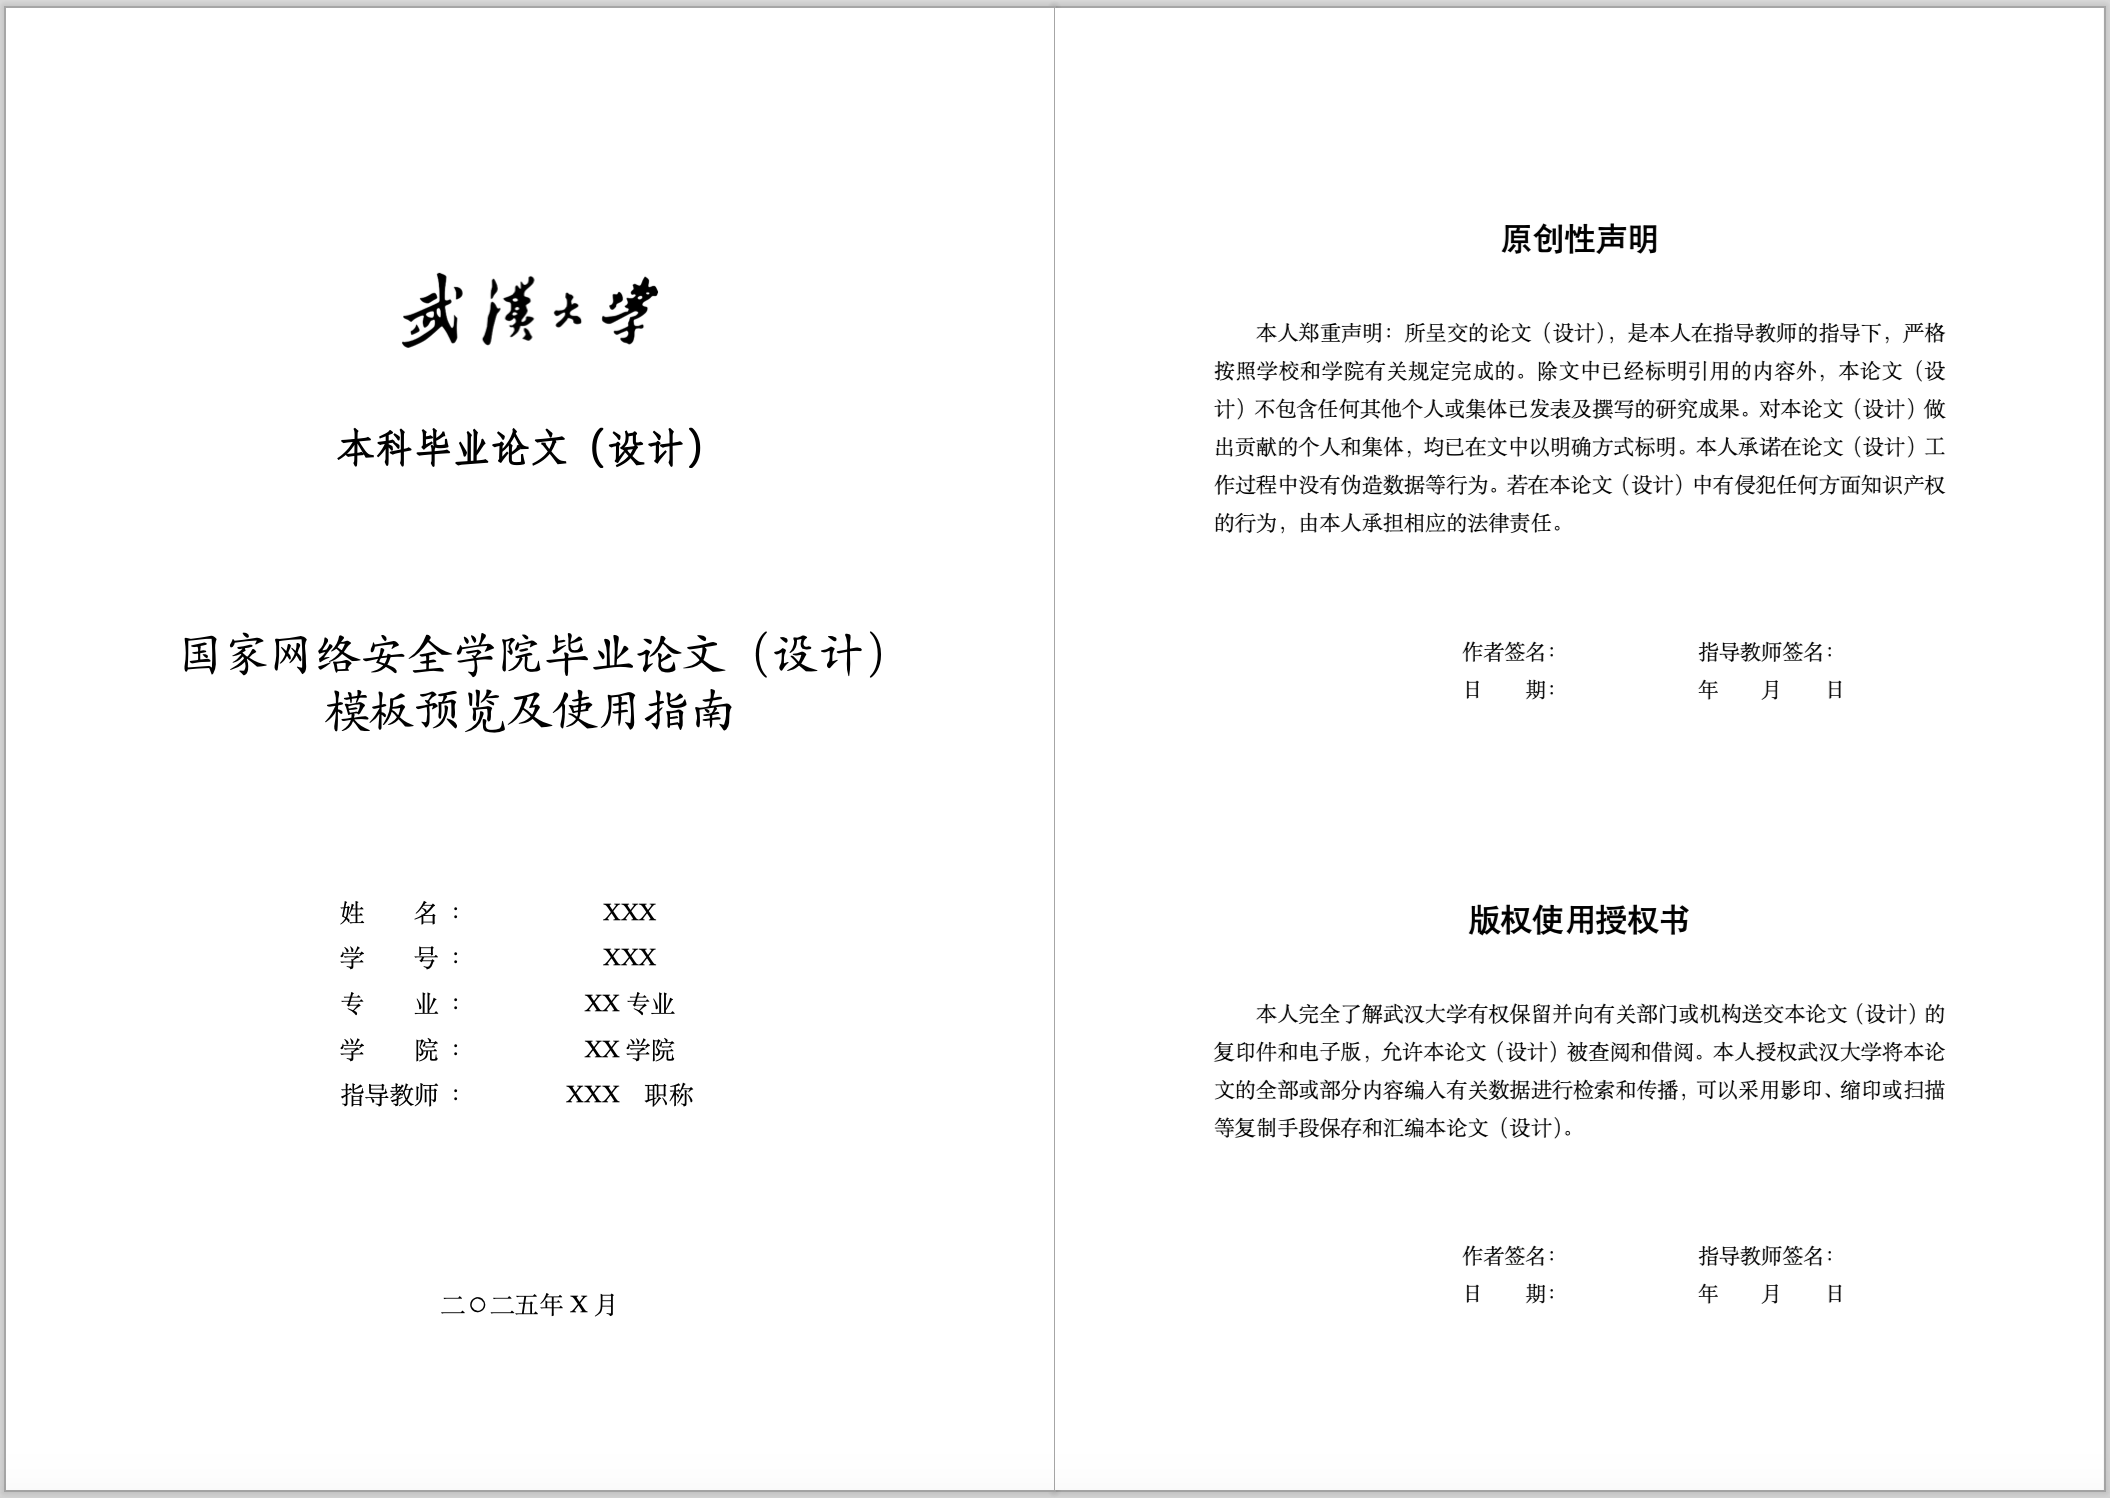 武漢大學
本科毕业论文（设计）
国家网络安全学院毕业论文（设计）
模板预览及使用指南
姓　　名 ： XXX
学　　号 ： XXX
专　　业 ： XX 专业
学　　院 ： XX 学院
指导教师 ： XXX　职称
二〇二五年 X 月
原创性声明
本人郑重声明：所呈交的论文（设计），是本人在指导教师的指导下，严格
按照学校和学院有关规定完成的。除文中已经标明引用的内容外，本论文（设
计）不包含任何其他个人或集体已发表及撰写的研究成果。对本论文（设计）做
出贡献的个人和集体，均已在文中以明确方式标明。本人承诺在论文（设计）工
作过程中没有伪造数据等行为。若在本论文（设计）中有侵犯任何方面知识产权
的行为，由本人承担相应的法律责任。
作者签名：　　　　　　　指导教师签名：
日　　期：　　　　　　　年　　月　　日
版权使用授权书
本人完全了解武汉大学有权保留并向有关部门或机构送交本论文（设计）的
复印件和电子版，允许本论文（设计）被查阅和借阅。本人授权武汉大学将本论
文的全部或部分内容编入有关数据进行检索和传播，可以采用影印、缩印或扫描
等复制手段保存和汇编本论文（设计）。
作者签名：　　　　　　　指导教师签名：
日　　期：　　　　　　　年　　月　　日